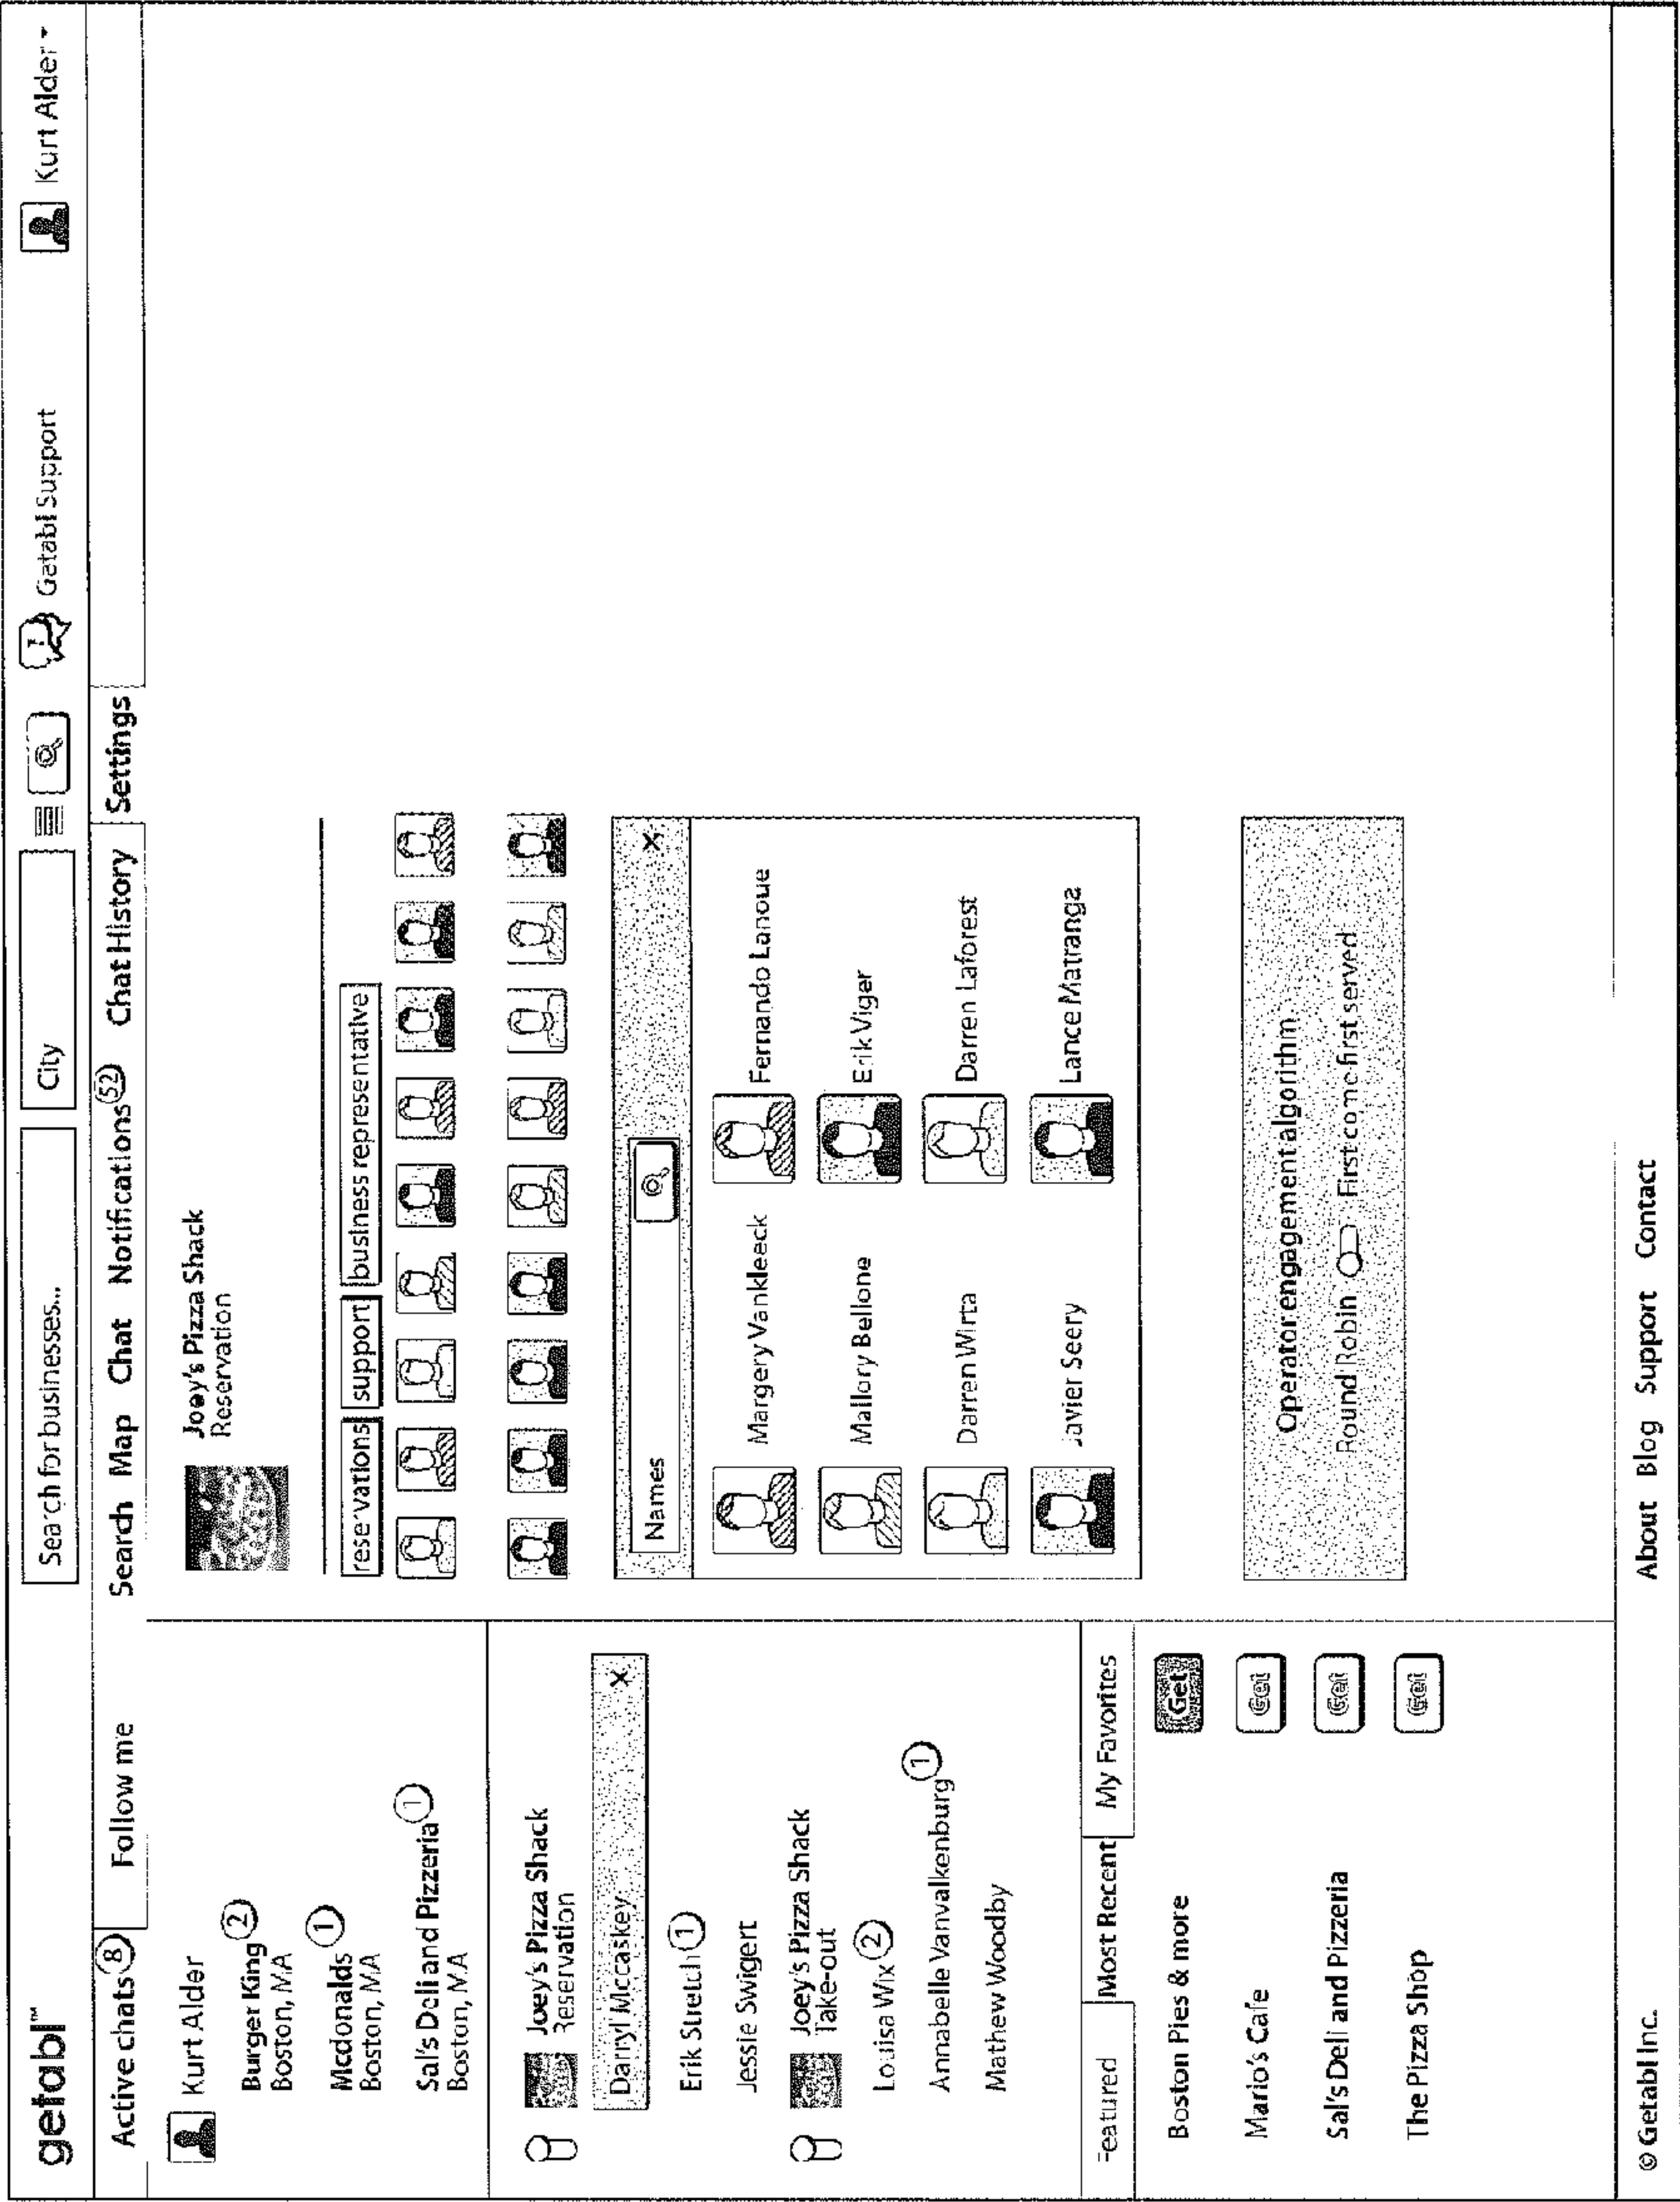 getabl™
Search for businesses...
City
Gatabl Support
Kurt Alder
Active chats 8
Follow me
Search Map Chat Notifications 52 Chat History Settings
Kurt Alder
Burger King 2
Boston, MA
Mcdonalds 1
Boston, MA
Sal's Deli and Pizzeria 1
Boston, MA
Joey's Pizza Shack
Reservation
Darryl Mccaskey x
Erik Stretch 1
Jessie Swigert
Joey's Pizza Shack
Take-out
Louisa Wix 2
Annabelle Vanvalkenburg 1
Mathew Woodby
Featured Most Recent My Favorites
Boston Pies & more Get
Mario's Cafe Get
Sal's Deli and Pizzeria Get
The Pizza Shop Get
Joey's Pizza Shack
Reservation
reservations support business representative
Names x
Margery Vankleeck Fernando Lanoue
Mallory Bellone Erik Viger
Darren Wirta Darren Laforest
Javier Seery Lance Matranga
Operator engagement algorithm
Round Robin First come first served
© Getabl Inc.
About Blog Support Contact